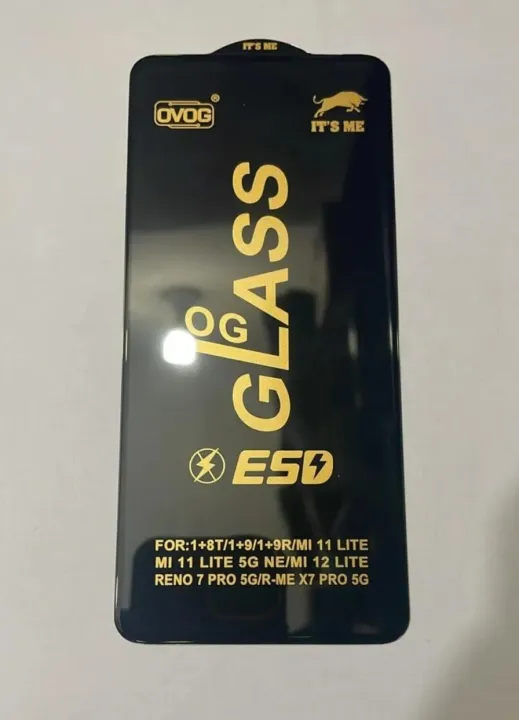 IT'S ME
OVOG®
IT'S ME
OG
GLASS
ESD
FOR:1+8T/1+9/1+9R/MI 11 LITE
MI 11 LITE 5G NE/MI 12 LITE
RENO 7 PRO 5G/R-ME X7 PRO 5G